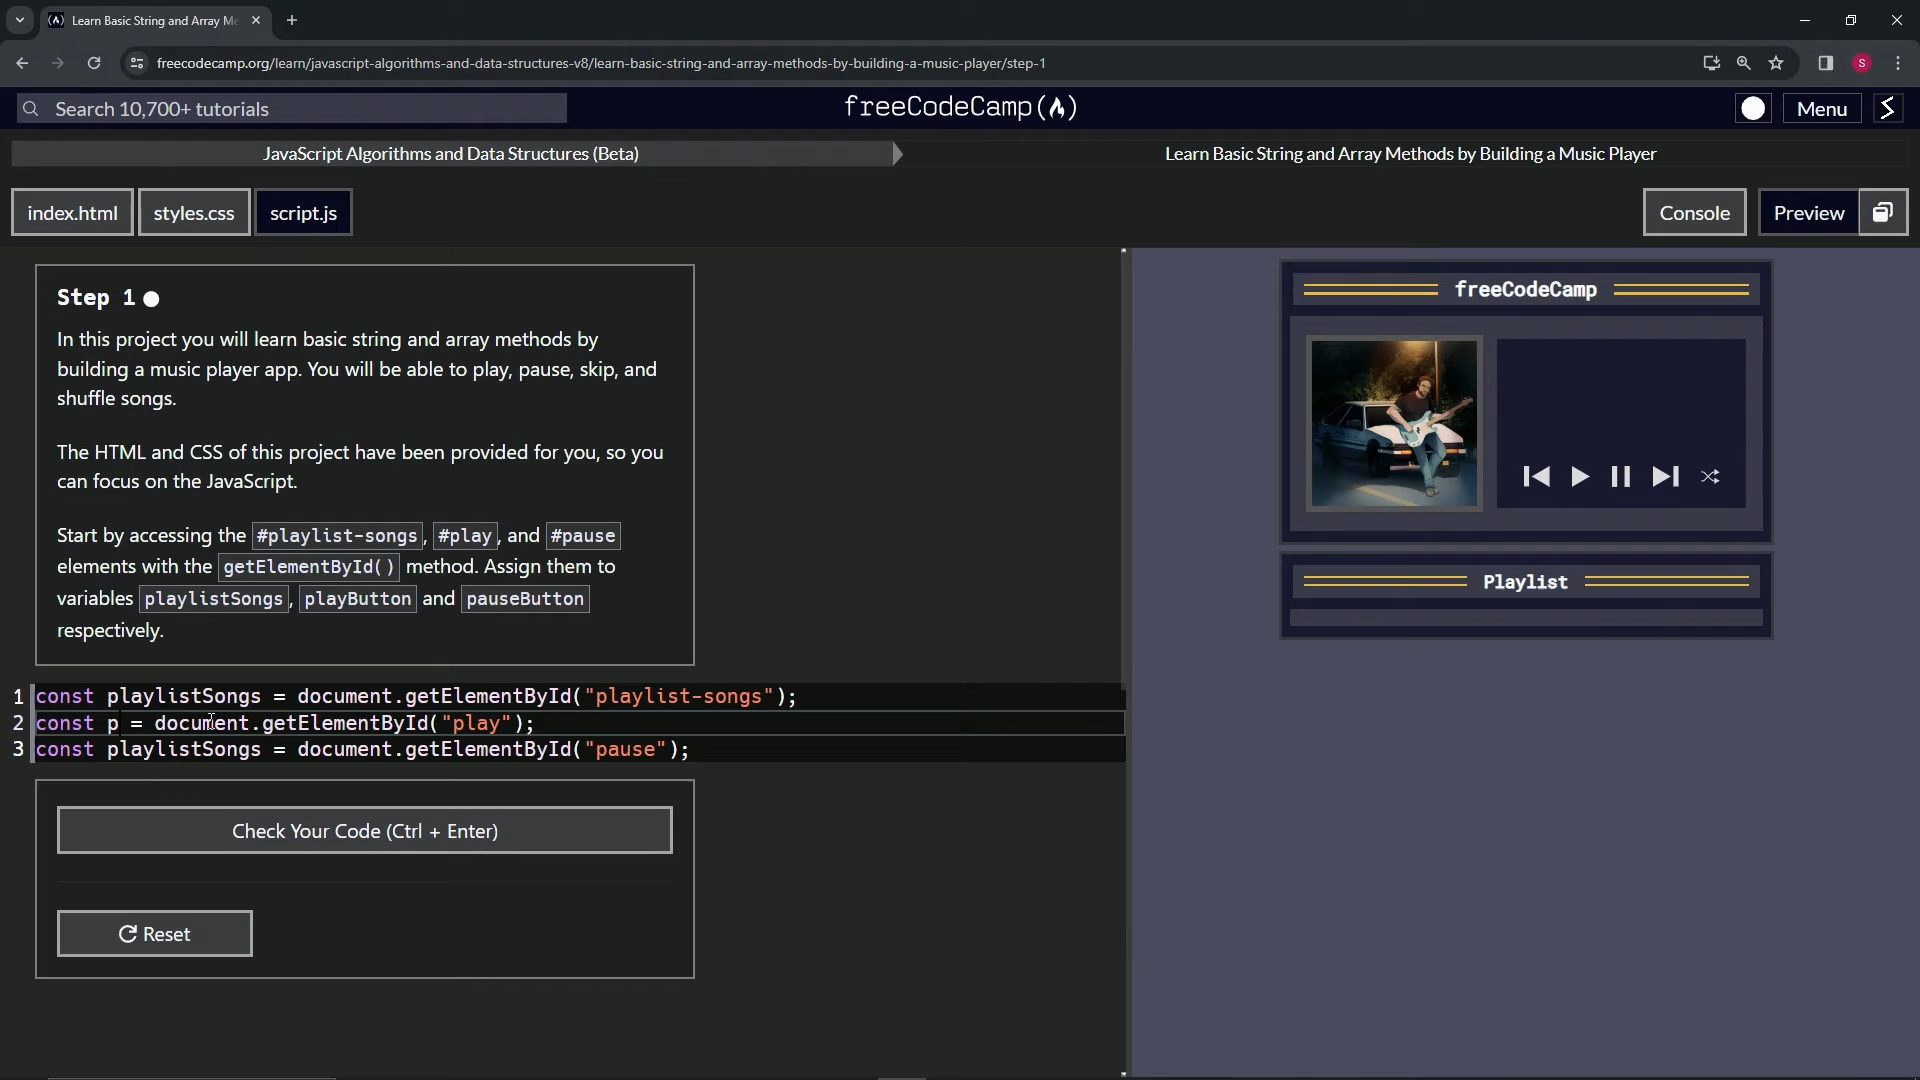 Learn Basic String and Array Me
freecodecamp.org/learn/javascript-algorithms-and-data-structures-v8/learn-basic-string-and-array-methods-by-building-a-music-player/step-1
S
Search 10,700+ tutorials
freeCodeCamp(🔥)
Menu
JavaScript Algorithms and Data Structures (Beta)
Learn Basic String and Array Methods by Building a Music Player
index.html
styles.css
script.js
Console
Preview
Step 1
In this project you will learn basic string and array methods by
building a music player app. You will be able to play, pause, skip, and
shuffle songs.
The HTML and CSS of this project have been provided for you, so you
can focus on the JavaScript.
Start by accessing the #playlist-songs, #play, and #pause
elements with the getElementById() method. Assign them to
variables playlistSongs, playButton and pauseButton
respectively.
1 const playlistSongs = document.getElementById("playlist-songs");
2 const p = document.getElementById("play");
3 const playlistSongs = document.getElementById("pause");
Check Your Code (Ctrl + Enter)
Reset
freeCodeCamp
Playlist